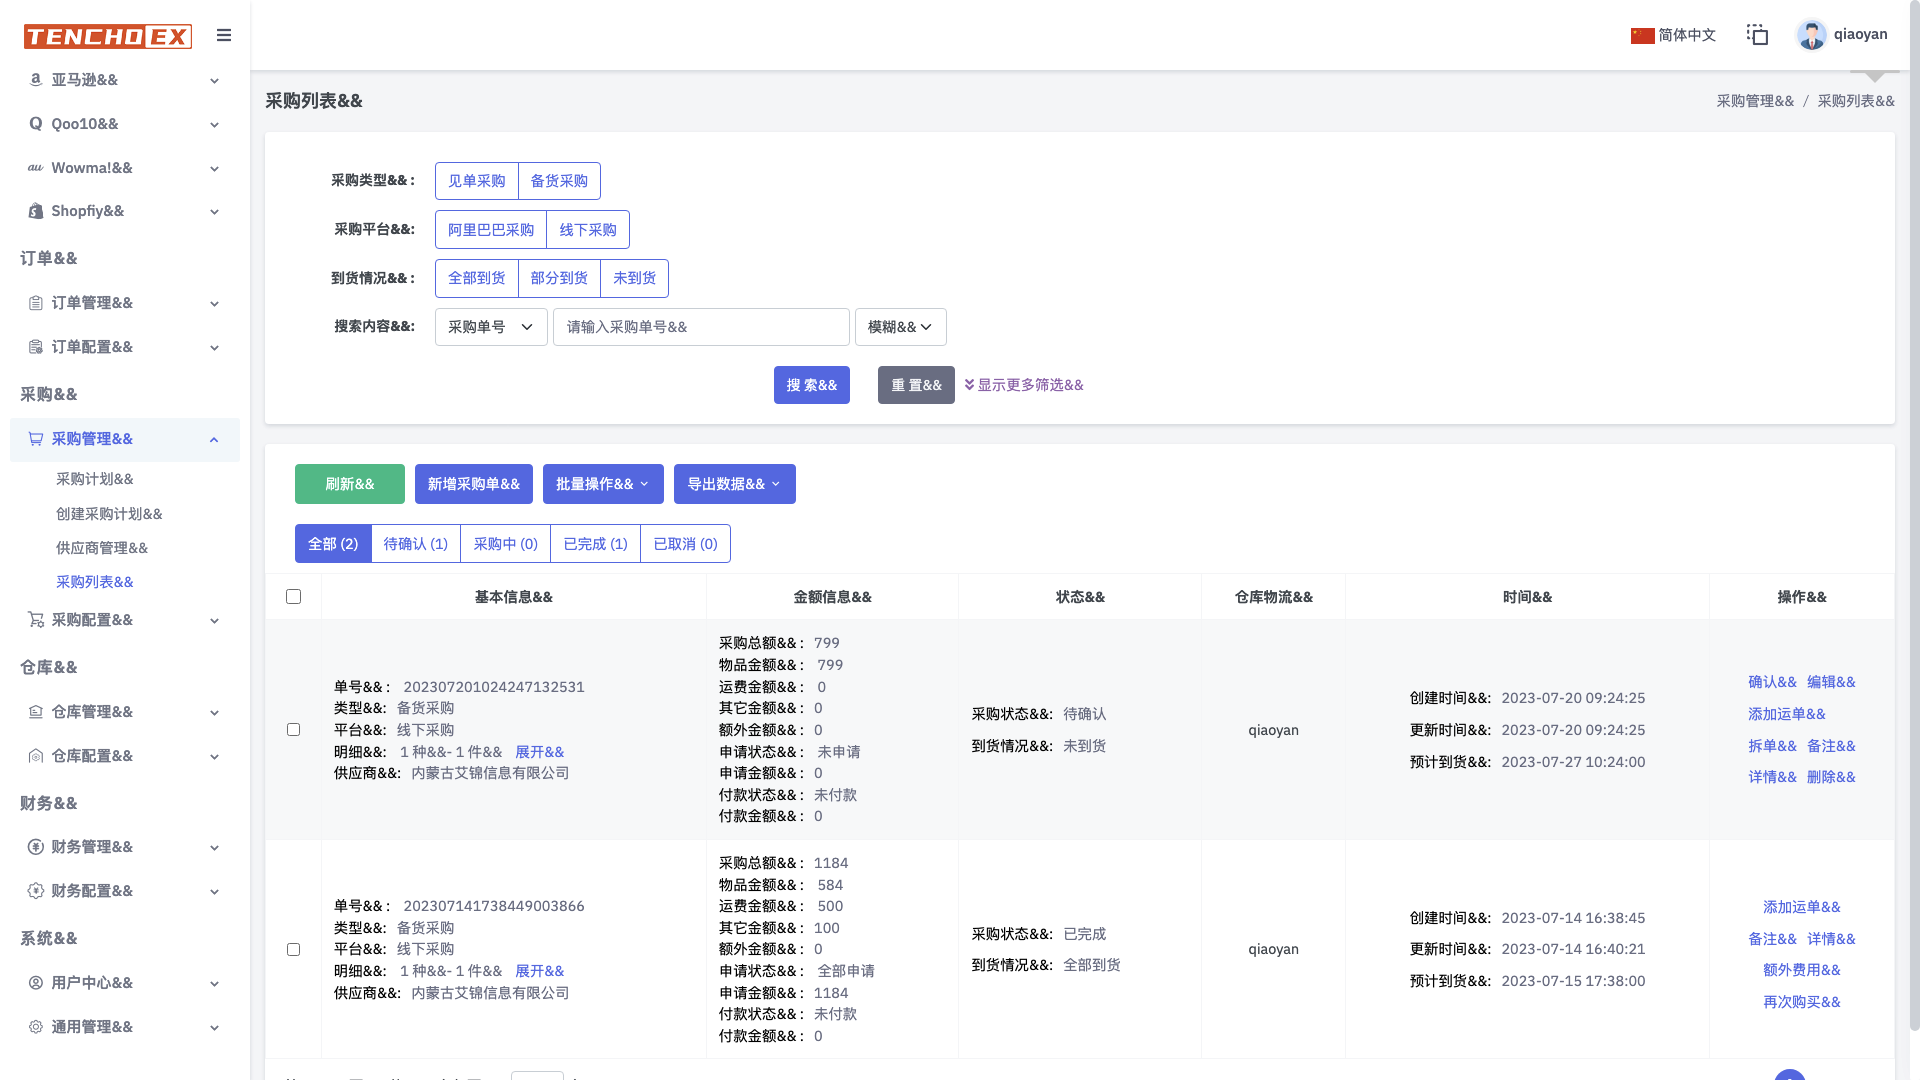 TENCHO EX
简体中文
qiaoyan
亚马逊&&
Qoo10&&
Wowma!&&
Shopfiy&&
订单&&
订单管理&&
订单配置&&
采购&&
采购管理&&
采购计划&&
创建采购计划&&
供应商管理&&
采购列表&&
采购配置&&
仓库&&
仓库管理&&
仓库配置&&
财务&&
财务管理&&
财务配置&&
系统&&
用户中心&&
通用管理&&
采购列表&&
采购管理&& / 采购列表&&
采购类型&&： 见单采购 备货采购
采购平台&&: 阿里巴巴采购 线下采购
到货情况&&： 全部到货 部分到货 未到货
搜索内容&&: 采购单号 请输入采购单号&& 模糊&&
搜 索&& 重 置&& 显示更多筛选&&
刷新&& 新增采购单&& 批量操作&& 导出数据&&
全部 (2) 待确认 (1) 采购中 (0) 已完成 (1) 已取消 (0)
基本信息&& 金额信息&& 状态&& 仓库物流&& 时间&& 操作&&
单号&&： 202307201024247132531
类型&&: 备货采购
平台&&: 线下采购
明细&&: 1 种&&- 1 件&& 展开&&
供应商&&: 内蒙古艾锦信息有限公司
采购总额&&： 799
物品金额&&： 799
运费金额&&： 0
其它金额&&： 0
额外金额&&： 0
申请状态&&： 未申请
申请金额&&： 0
付款状态&&： 未付款
付款金额&&： 0
采购状态&&: 待确认
到货情况&&: 未到货
qiaoyan
创建时间&&: 2023-07-20 09:24:25
更新时间&&: 2023-07-20 09:24:25
预计到货&&: 2023-07-27 10:24:00
确认&& 编辑&&
添加运单&&
拆单&& 备注&&
详情&& 删除&&
单号&&： 202307141738449003866
类型&&: 备货采购
平台&&: 线下采购
明细&&: 1 种&&- 1 件&& 展开&&
供应商&&: 内蒙古艾锦信息有限公司
采购总额&&： 1184
物品金额&&： 584
运费金额&&： 500
其它金额&&： 100
额外金额&&： 0
申请状态&&： 全部申请
申请金额&&： 1184
付款状态&&： 未付款
付款金额&&： 0
采购状态&&: 已完成
到货情况&&: 全部到货
qiaoyan
创建时间&&: 2023-07-14 16:38:45
更新时间&&: 2023-07-14 16:40:21
预计到货&&: 2023-07-15 17:38:00
添加运单&&
备注&& 详情&&
额外费用&&
再次购买&&